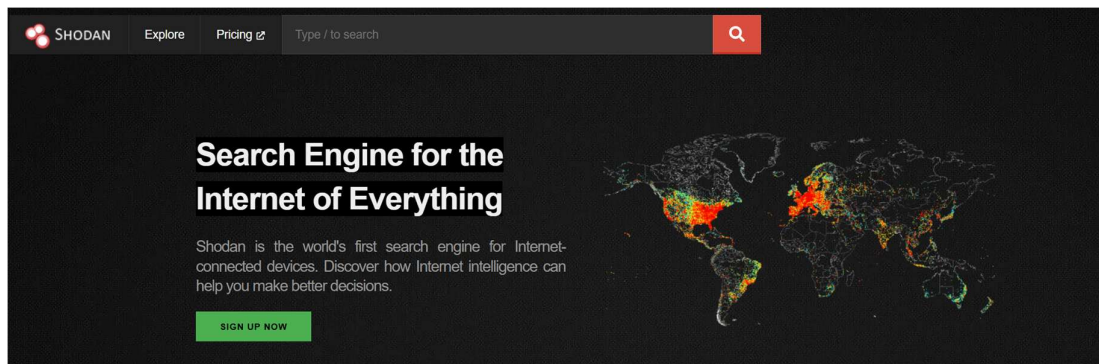 SHODAN
Explore
Pricing
Type / to search
Search Engine for the
Internet of Everything
Shodan is the world's first search engine for Internet-
connected devices. Discover how Internet intelligence can
help you make better decisions.
SIGN UP NOW